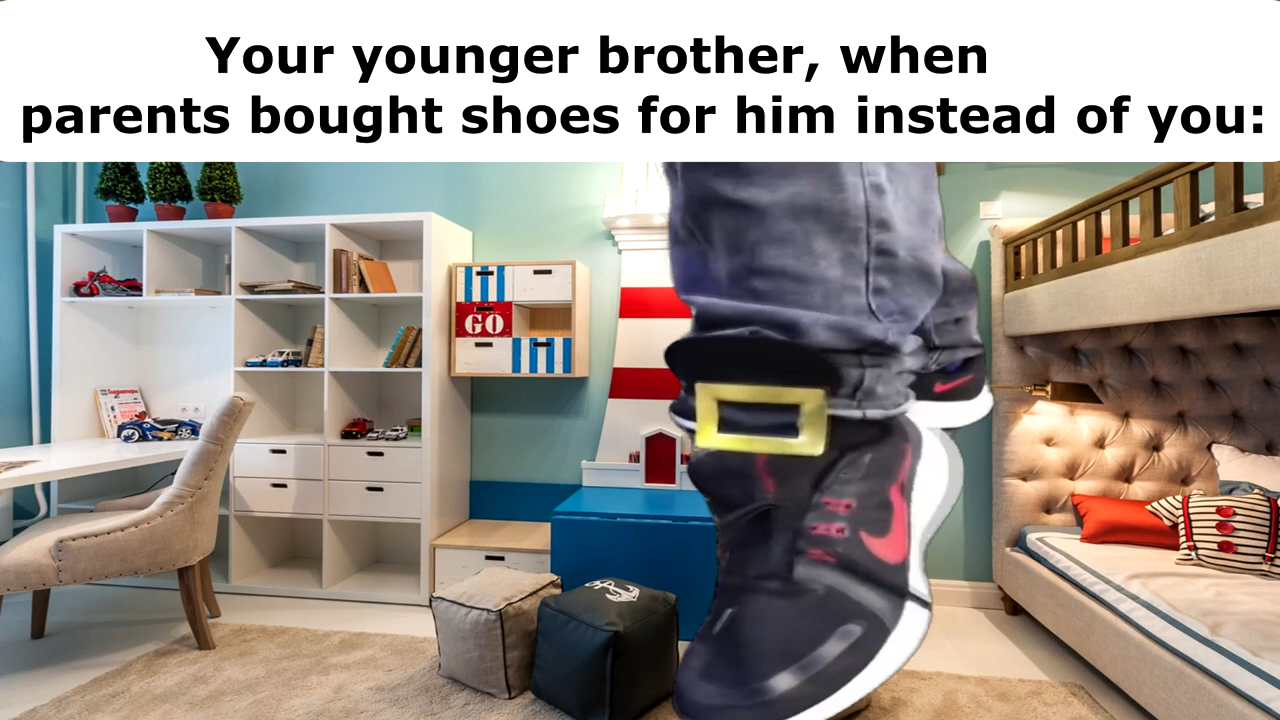 Your younger brother, when
parents bought shoes for him instead of you:
GO